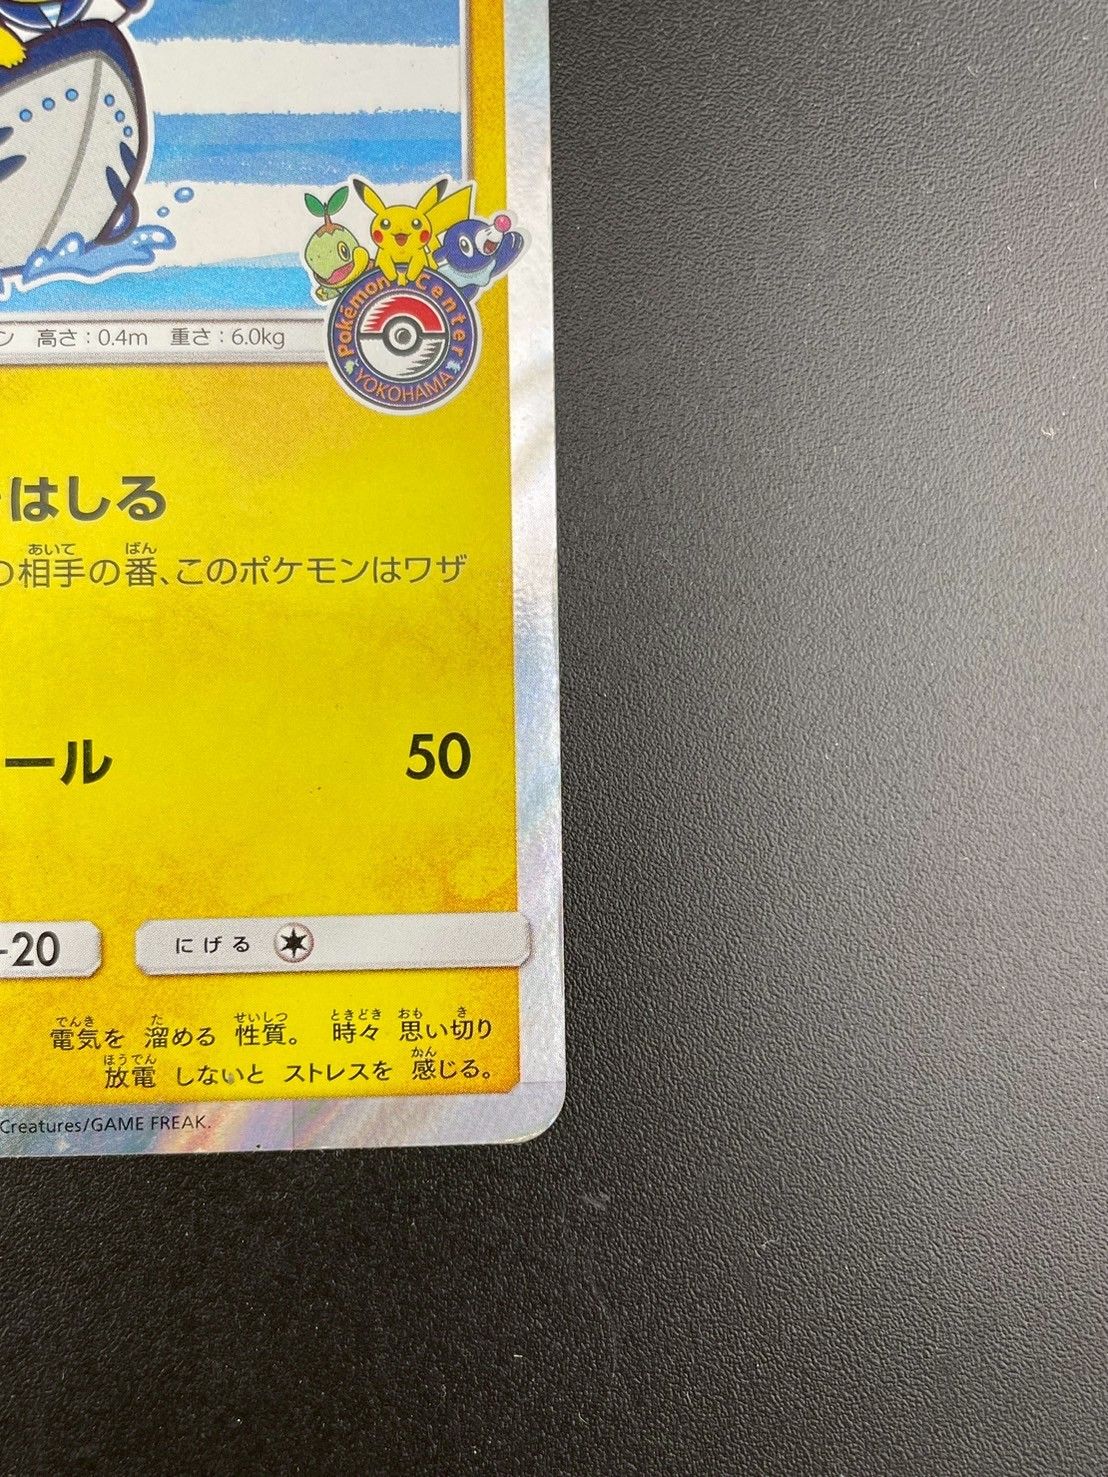 ン 高さ：0.4m 重さ：6.0kg
Pokémon Center
YOKOHAMA
はしる
あいて ばん
の相手の番、このポケモンはワザ
ール 50
-20 にげる
でんき た せいしつ ときどき おも き
電気を 溜める 性質。 時々 思い切り
ほうでん かん
放電 しないと ストレスを 感じる。
Creatures/GAME FREAK.